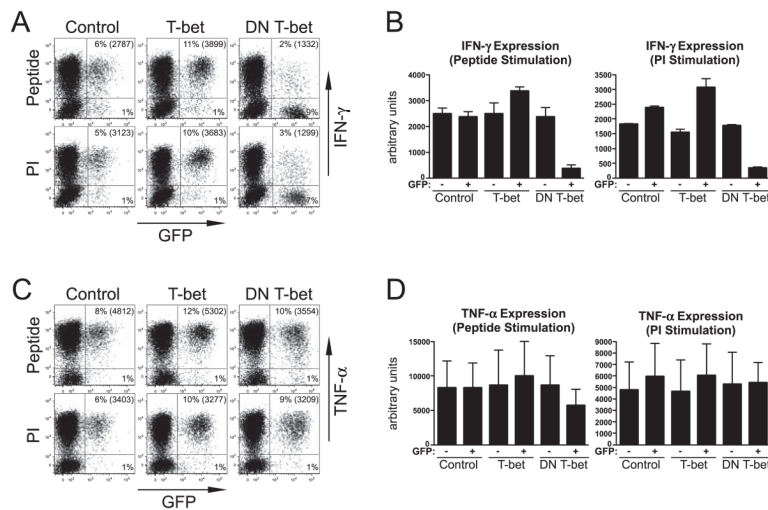 A
Control T-bet DN T-bet
Peptide
6% (2787) 11% (3899) 2% (1332)
1% 1% 9%
PI
5% (3123) 10% (3683) 3% (1299)
1% 1% 7%
IFN-γ
GFP
B
IFN-γ Expression
(Peptide Stimulation)
arbitrary units
4000
3000
2000
1000
0
GFP: - + - + - +
Control T-bet DN T-bet
IFN-γ Expression
(PI Stimulation)
3500
3000
2500
2000
1500
1000
500
0
GFP: - + - + - +
Control T-bet DN T-bet
C
Control T-bet DN T-bet
Peptide
8% (4812) 12% (5302) 10% (3554)
1% 1% 1%
PI
6% (3403) 10% (3277) 9% (3209)
1% 1% 1%
TNF-α
GFP
D
TNF-α Expression
(Peptide Stimulation)
arbitrary units
15000
10000
5000
0
GFP: - + - + - +
Control T-bet DN T-bet
TNF-α Expression
(PI Stimulation)
9000
8000
7000
6000
5000
4000
3000
2000
1000
0
GFP: - + - + - +
Control T-bet DN T-bet